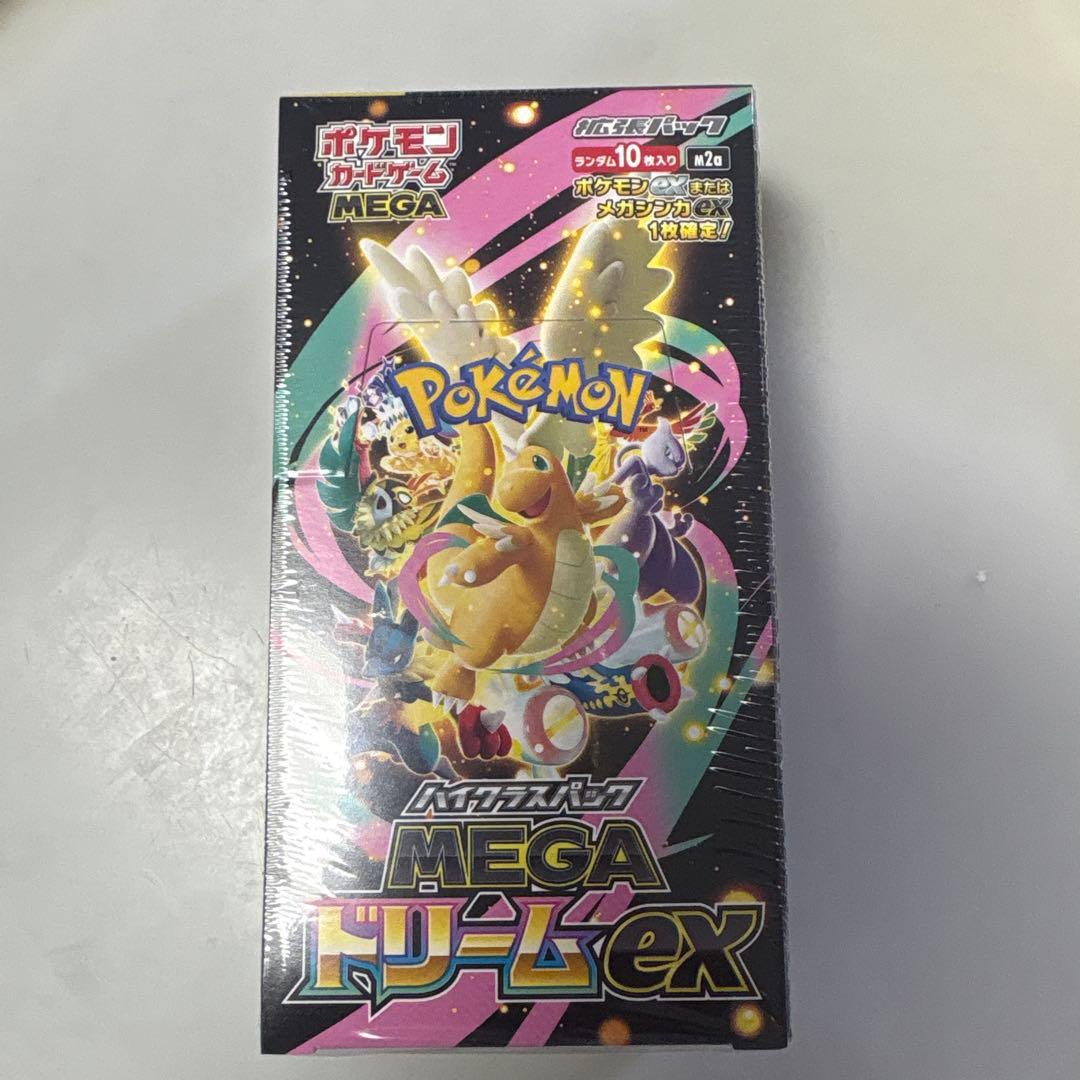 ポケモン
カードゲーム
MEGA
拡張パック
ランダム10枚入り M2a
ポケモンexまたは
メガシンカex
1枚確定!
POKéMON
ハイクラスパック
MEGA
ドリームex